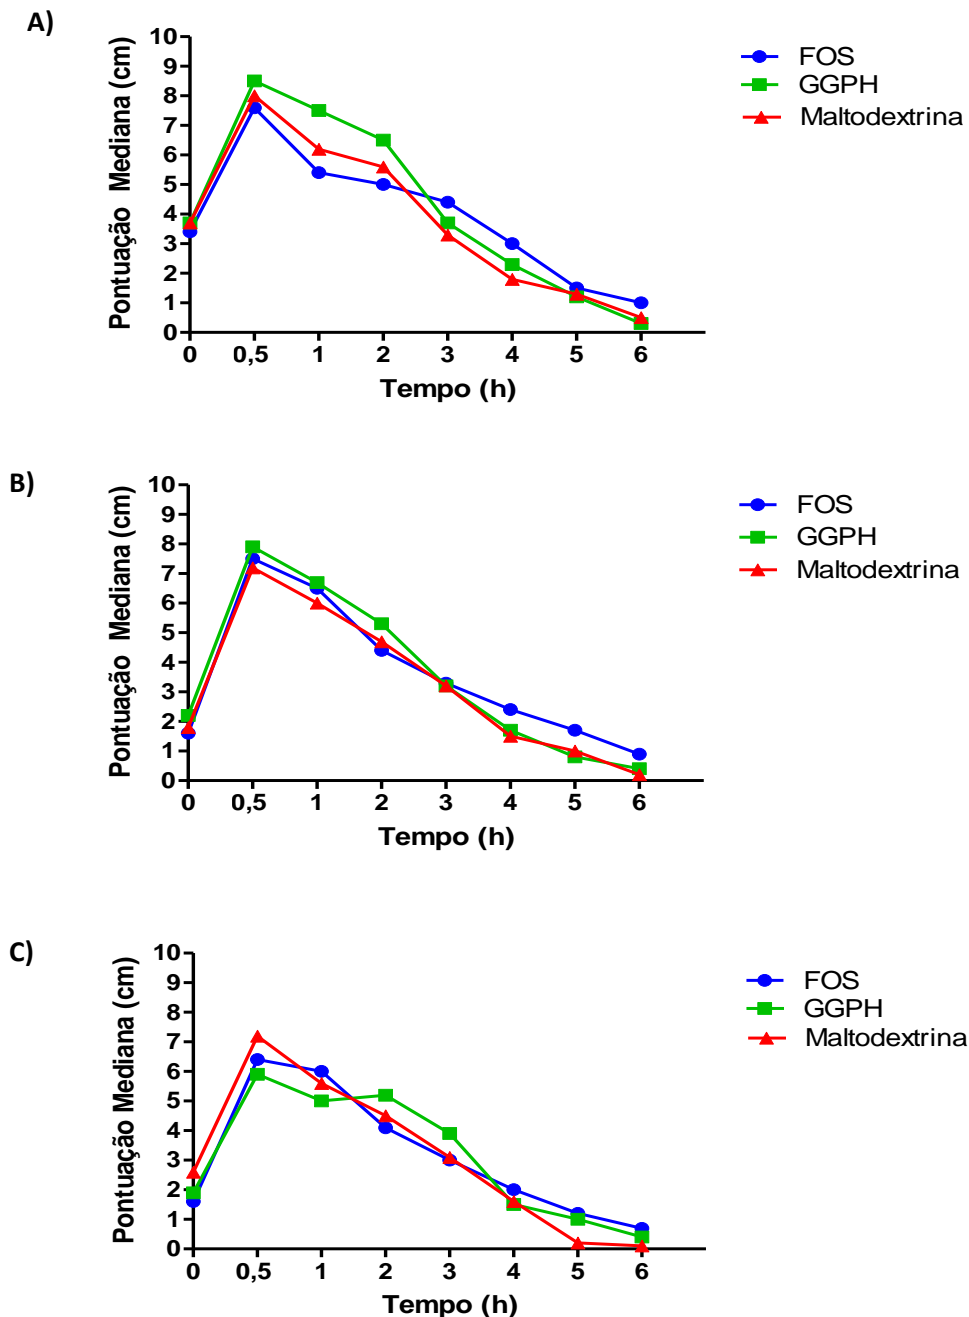 A)
Pontuação Mediana (cm)
10
9
8
7
6
5
4
3
2
1
0
0 0,5 1 2 3 4 5 6
Tempo (h)
FOS
GGPH
Maltodextrina
B)
Pontuação Mediana (cm)
10
9
8
7
6
5
4
3
2
1
0
0 0,5 1 2 3 4 5 6
Tempo (h)
FOS
GGPH
Maltodextrina
C)
Pontuação Mediana (cm)
10
9
8
7
6
5
4
3
2
1
0
0 0,5 1 2 3 4 5 6
Tempo (h)
FOS
GGPH
Maltodextrina